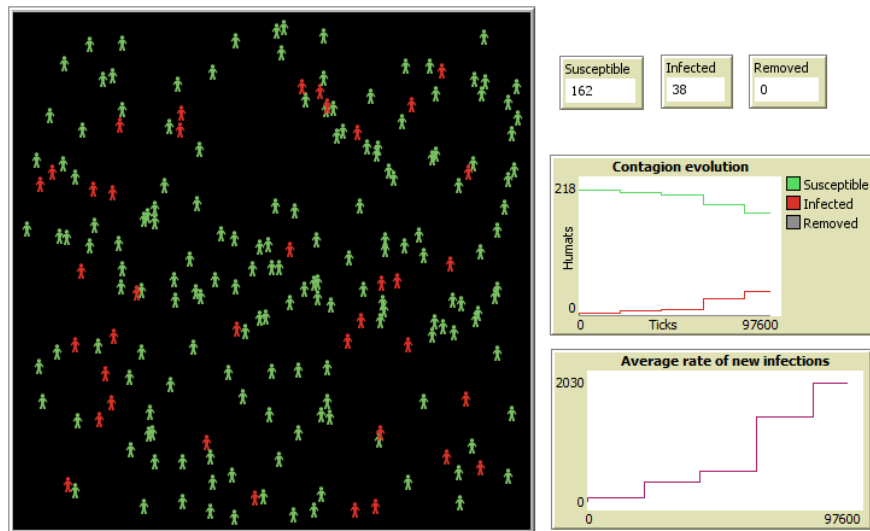 Susceptible
162
Infected
38
Removed
0
Contagion evolution
218
Humats
0
0
Ticks
97600
Susceptible
Infected
Removed
Average rate of new infections
2030
0
0
97600